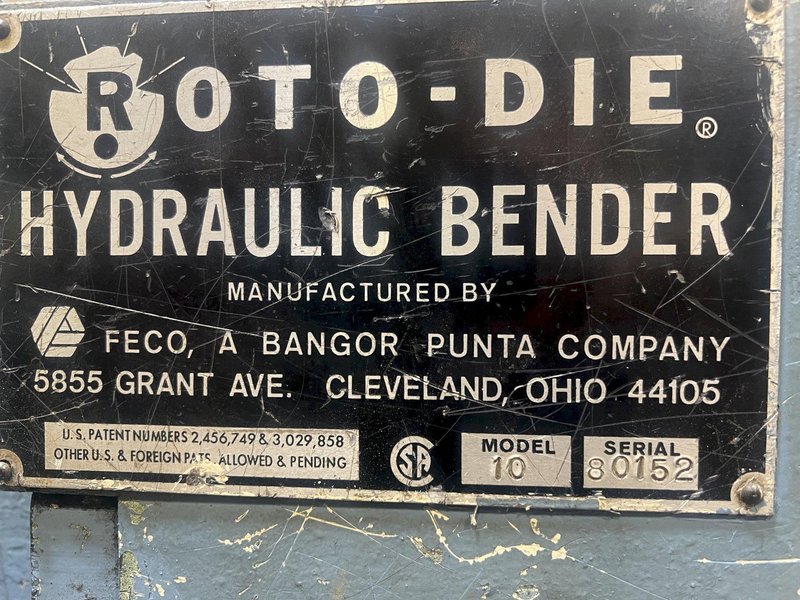 ROTO-DIE®
HYDRAULIC BENDER
MANUFACTURED BY
FECO, A BANGOR PUNTA COMPANY
5855 GRANT AVE. CLEVELAND, OHIO 44105
U.S. PATENT NUMBERS 2,456,749 & 3,029,858
OTHER U.S. & FOREIGN PATS. ALLOWED & PENDING
CSA
MODEL
10
SERIAL
80152